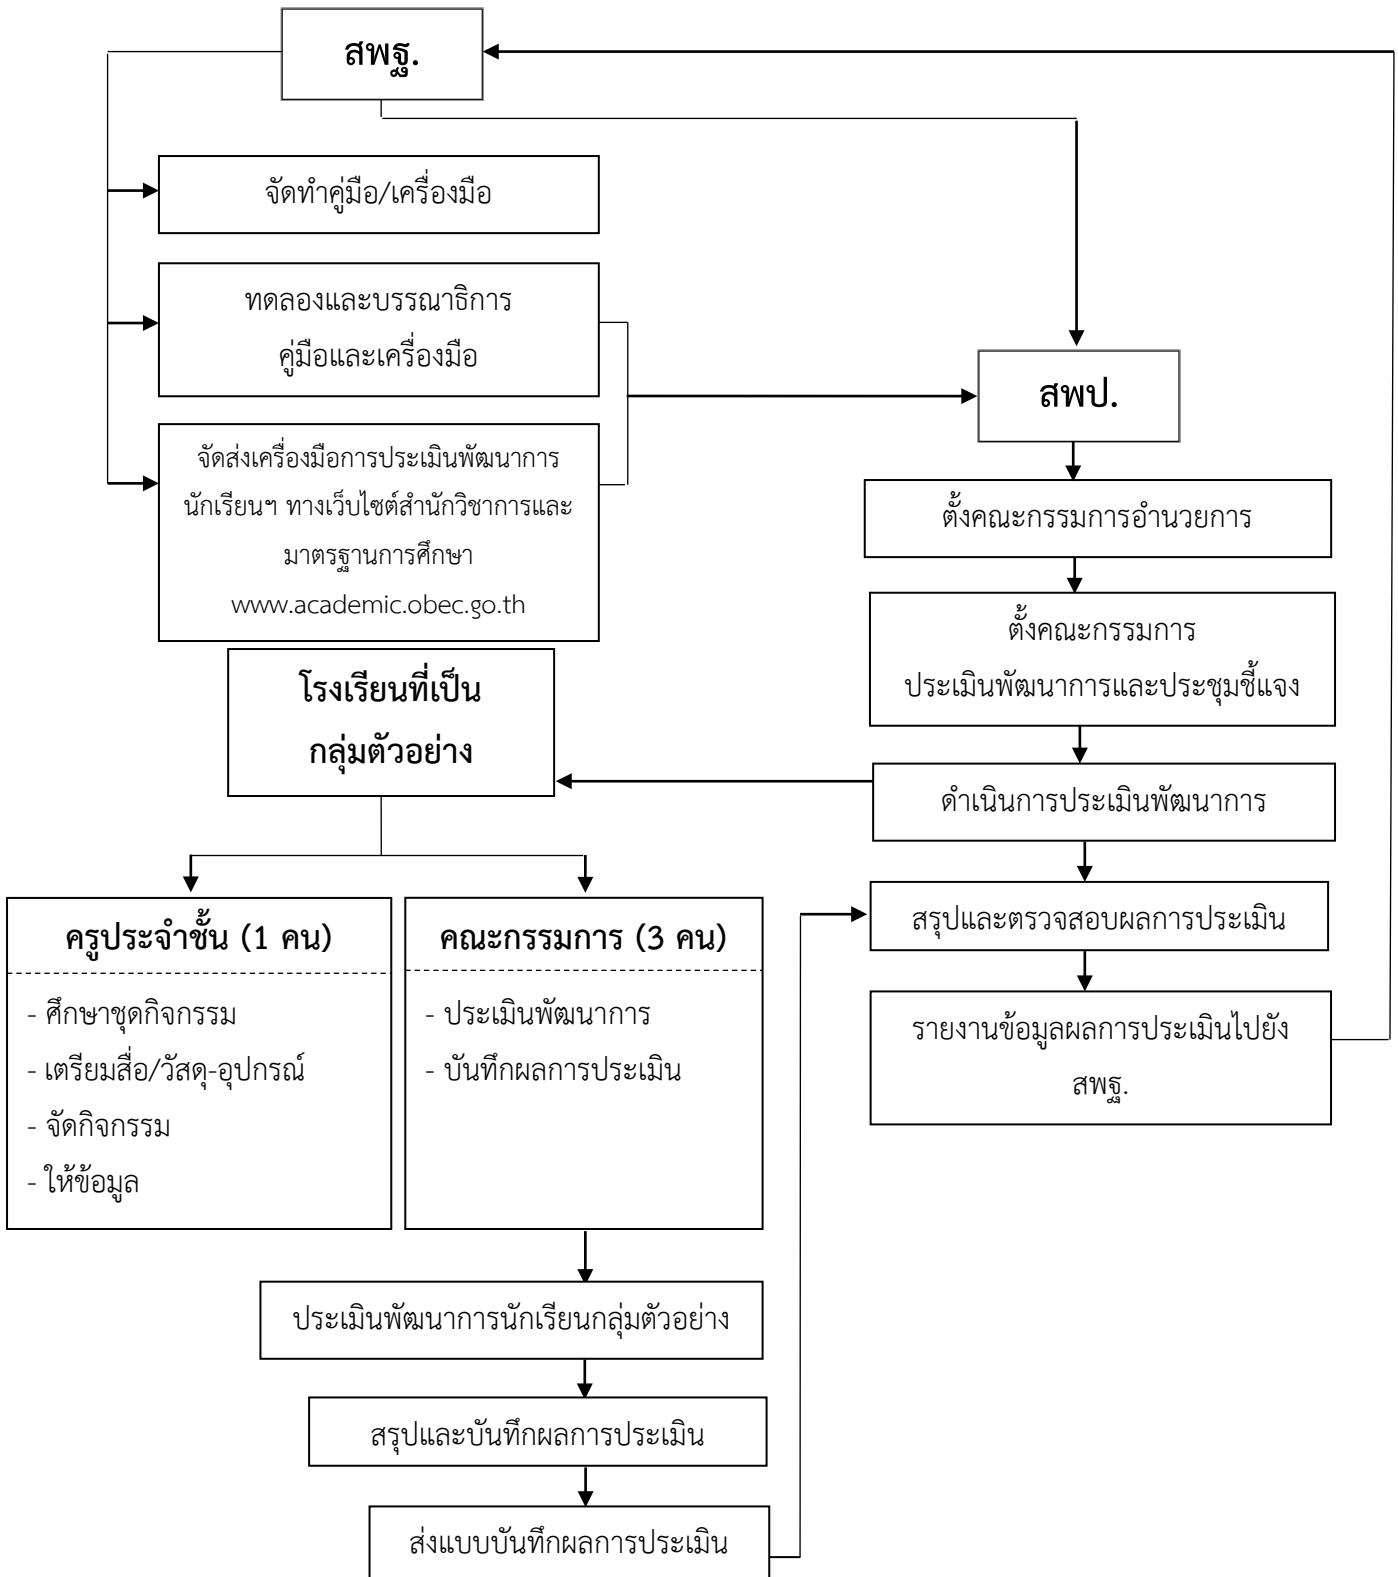 สพฐ.
จัดทำคู่มือ/เครื่องมือ
ทดลองและบรรณาธิการ
คู่มือและเครื่องมือ
จัดส่งเครื่องมือการประเมินพัฒนาการ
นักเรียนฯ ทางเว็บไซต์สำนักวิชาการและ
มาตรฐานการศึกษา
www.academic.obec.go.th
สพป.
ตั้งคณะกรรมการอำนวยการ
ตั้งคณะกรรมการ
ประเมินพัฒนาการและประชุมชี้แจง
ดำเนินการประเมินพัฒนาการ
โรงเรียนที่เป็น
กลุ่มตัวอย่าง
ครูประจำชั้น (1 คน)
- ศึกษาชุดกิจกรรม
- เตรียมสื่อ/วัสดุ-อุปกรณ์
- จัดกิจกรรม
- ให้ข้อมูล
คณะกรรมการ (3 คน)
- ประเมินพัฒนาการ
- บันทึกผลการประเมิน
ประเมินพัฒนาการนักเรียนกลุ่มตัวอย่าง
สรุปและบันทึกผลการประเมิน
ส่งแบบบันทึกผลการประเมิน
สรุปและตรวจสอบผลการประเมิน
รายงานข้อมูลผลการประเมินไปยัง
สพฐ.